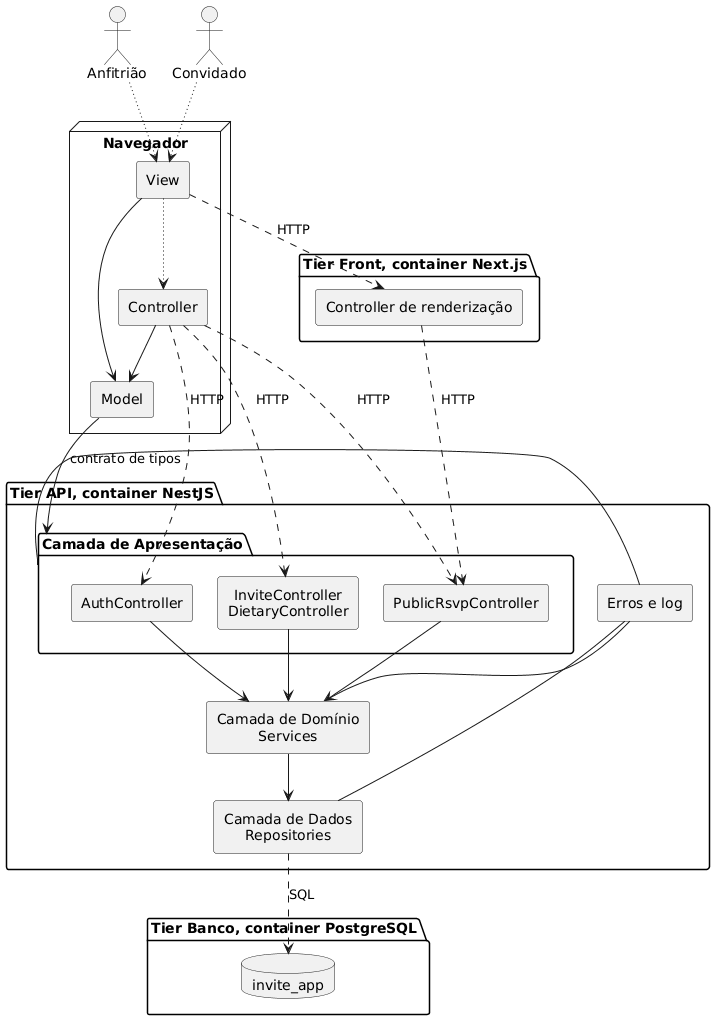 Anfitrião
Convidado
Navegador
View
HTTP
Tier Front, container Next.js
Controller
Controller de renderização
Model
HTTP
HTTP
HTTP
HTTP
contrato de tipos
Tier API, container NestJS
Camada de Apresentação
AuthController
InviteController
DietaryController
PublicRsvpController
Erros e log
Camada de Domínio
Services
Camada de Dados
Repositories
SQL
Tier Banco, container PostgreSQL
invite_app